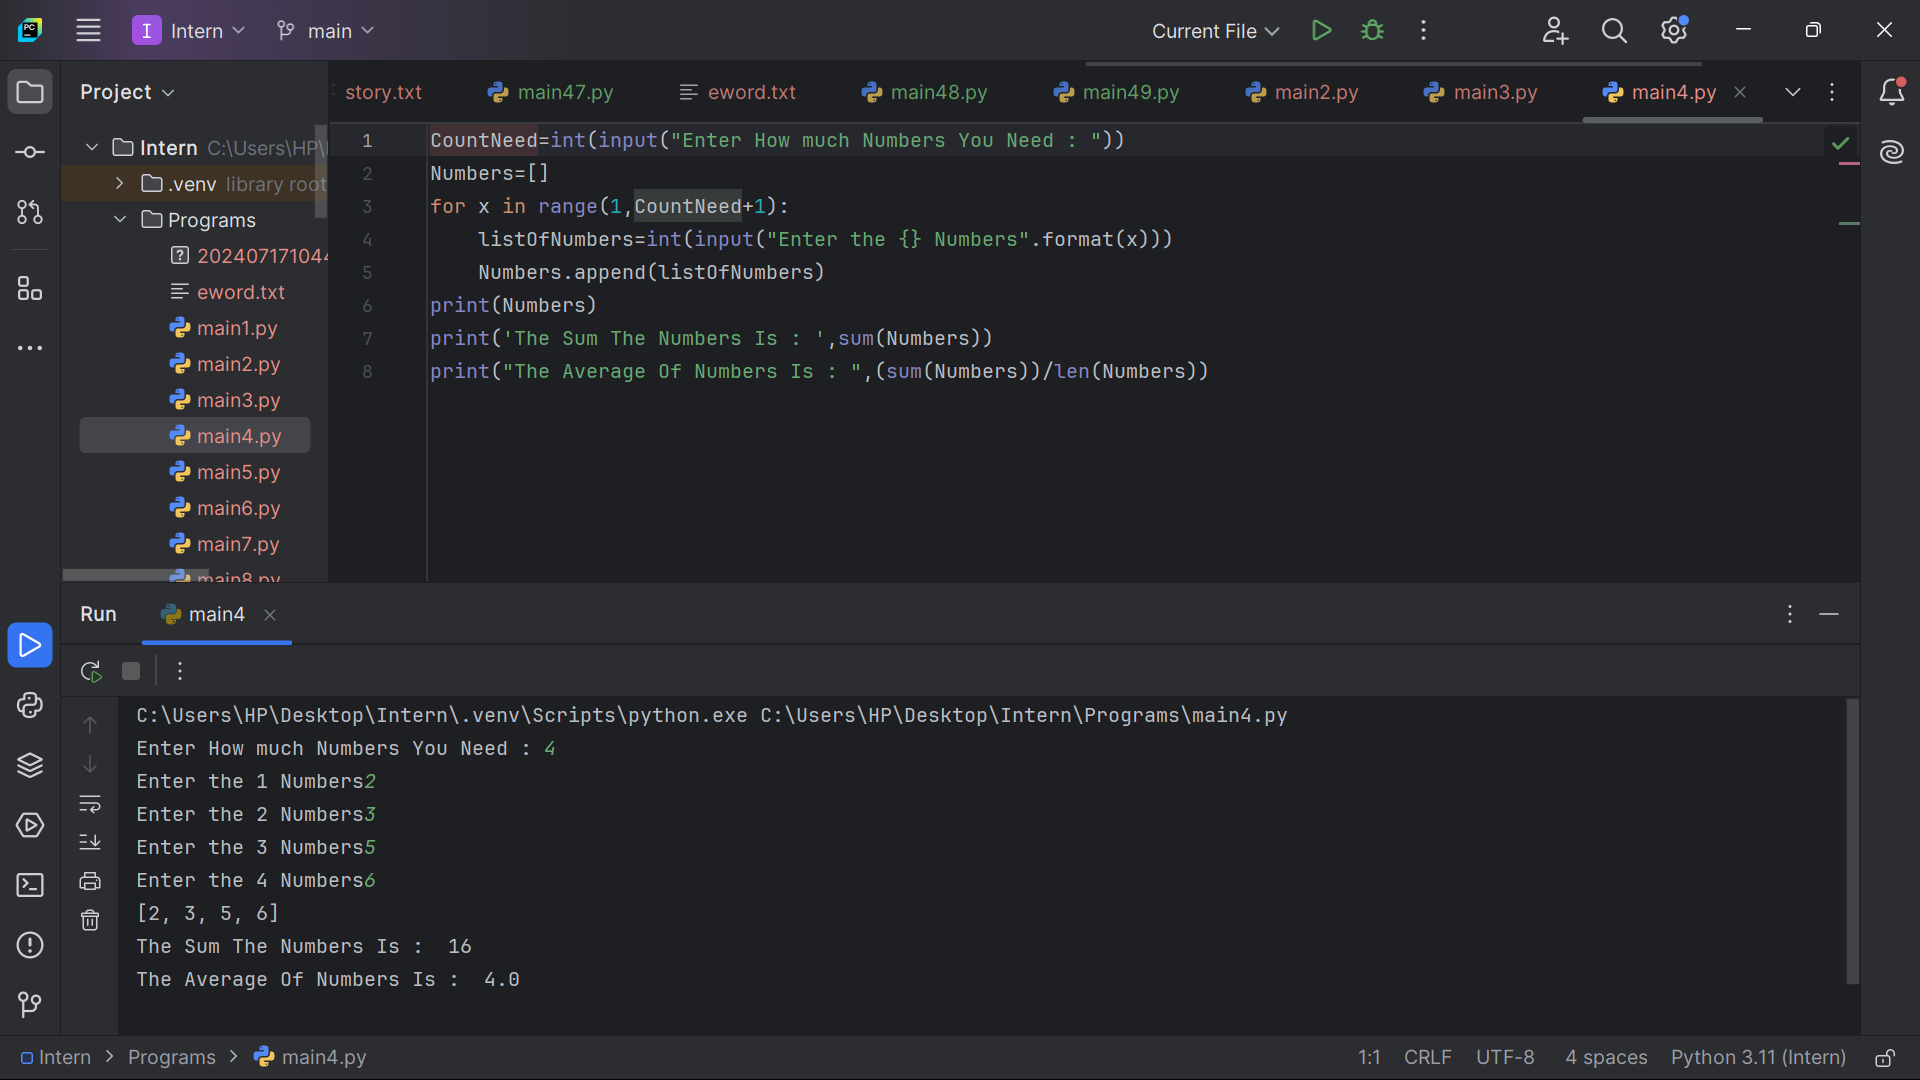 I Intern main Current File
Project
story.txt main47.py eword.txt main48.py main49.py main2.py main3.py main4.py
Intern C:\Users\HP\
.venv library root
Programs
202407171044
eword.txt
main1.py
main2.py
main3.py
main4.py
main5.py
main6.py
main7.py
main8.py
1 CountNeed=int(input("Enter How much Numbers You Need : "))
2 Numbers=[]
3 for x in range(1,CountNeed+1):
4     listOfNumbers=int(input("Enter the {} Numbers".format(x)))
5     Numbers.append(listOfNumbers)
6 print(Numbers)
7 print('The Sum The Numbers Is : ',sum(Numbers))
8 print("The Average Of Numbers Is : ",(sum(Numbers))/len(Numbers))
Run main4
C:\Users\HP\Desktop\Intern\.venv\Scripts\python.exe C:\Users\HP\Desktop\Intern\Programs\main4.py
Enter How much Numbers You Need : 4
Enter the 1 Numbers2
Enter the 2 Numbers3
Enter the 3 Numbers5
Enter the 4 Numbers6
[2, 3, 5, 6]
The Sum The Numbers Is :  16
The Average Of Numbers Is :  4.0
Intern > Programs > main4.py 1:1 CRLF UTF-8 4 spaces Python 3.11 (Intern)